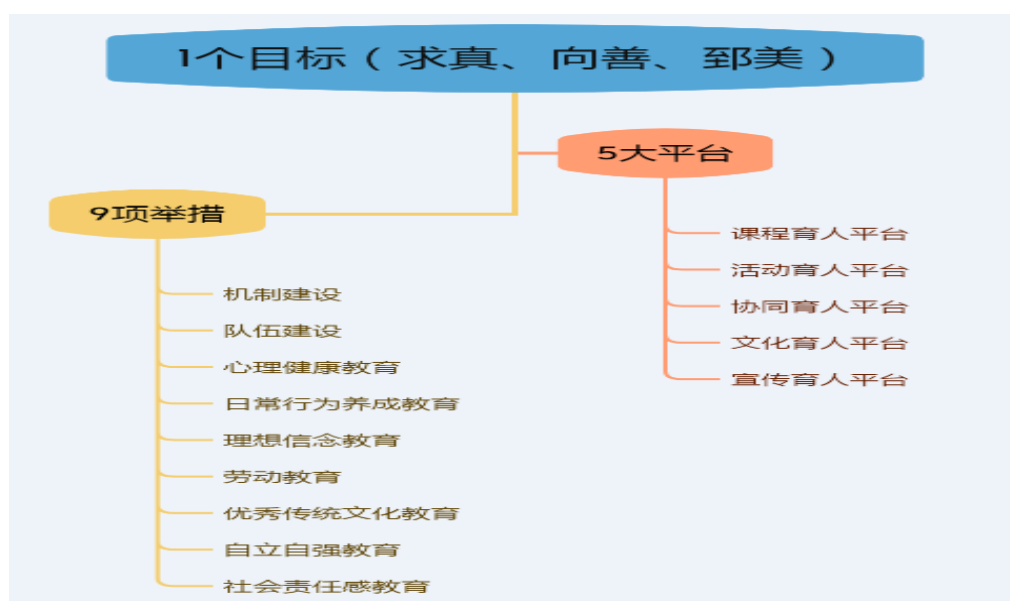 1个目标（求真、向善、郅美）
5大平台
课程育人平台
活动育人平台
协同育人平台
文化育人平台
宣传育人平台
9项举措
机制建设
队伍建设
心理健康教育
日常行为养成教育
理想信念教育
劳动教育
优秀传统文化教育
自立自强教育
社会责任感教育